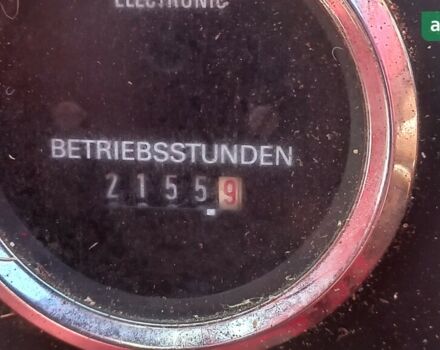 ELECTRONIC
BETRIEBSSTUNDEN
21559
a